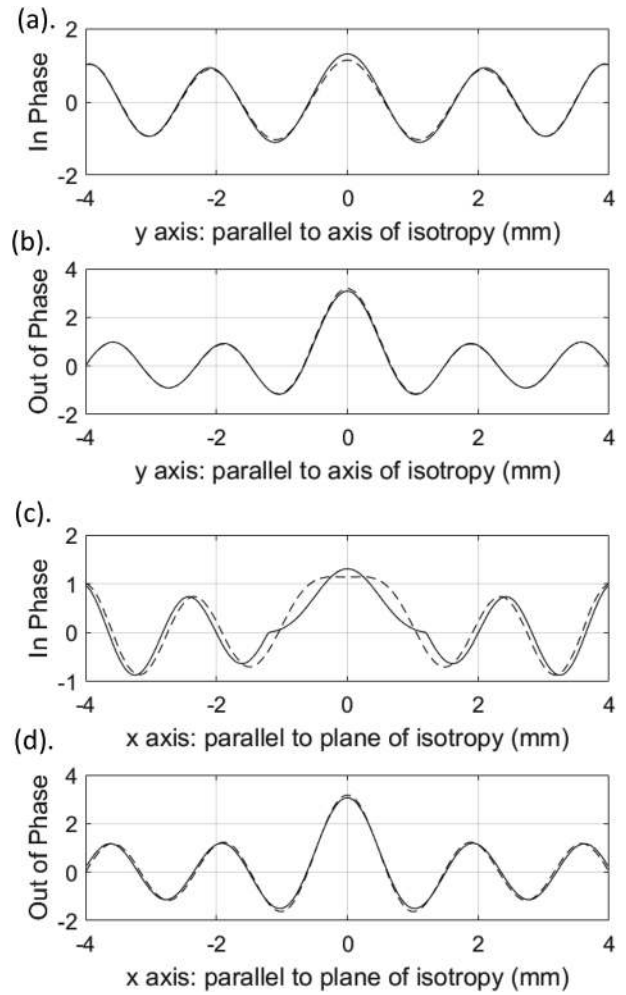 (a).
2
0
-2
In Phase
-4 -2 0 2 4
y axis: parallel to axis of isotropy (mm)
(b).
4
2
0
-2
Out of Phase
-4 -2 0 2 4
y axis: parallel to axis of isotropy (mm)
(c).
2
1
0
-1
In Phase
-4 -2 0 2 4
x axis: parallel to plane of isotropy (mm)
(d).
4
2
0
-2
Out of Phase
-4 -2 0 2 4
x axis: parallel to plane of isotropy (mm)